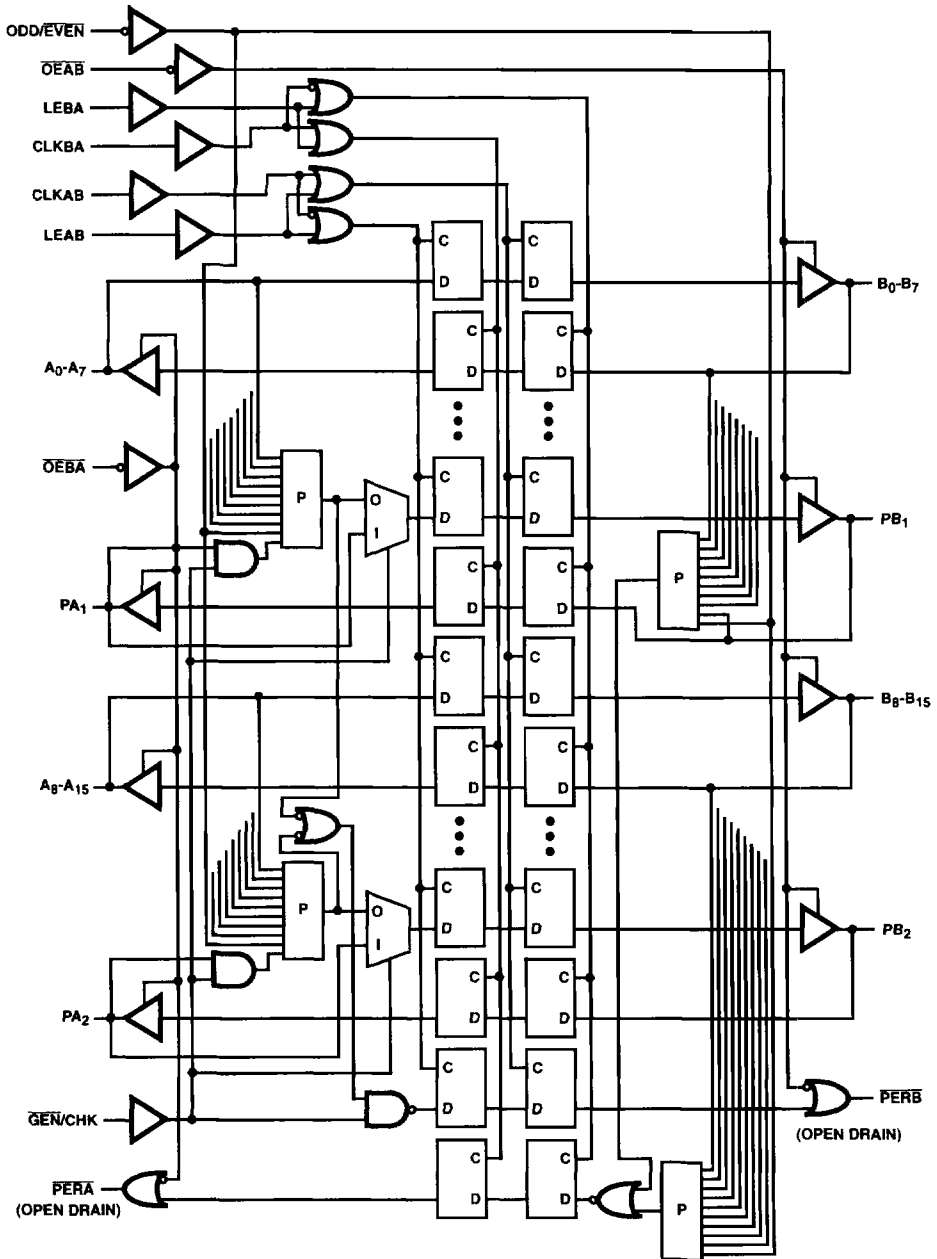 ODD/EVEN
OEAB
LEBA
CLKBA
CLKAB
LEAB
C
C
D
D
B0-B7
C
C
A0-A7
D
D
OEBA
C
C
P
O
I
D
D
PB1
C
C
P
PA1
D
D
C
C
D
D
B8-B15
C
C
A8-A15
D
D
C
C
P
O
I
D
D
PB2
C
C
PA2
D
D
C
C
GEN/CHK
D
D
PERB
(OPEN DRAIN)
C
C
PERA
(OPEN DRAIN)
D
D
P